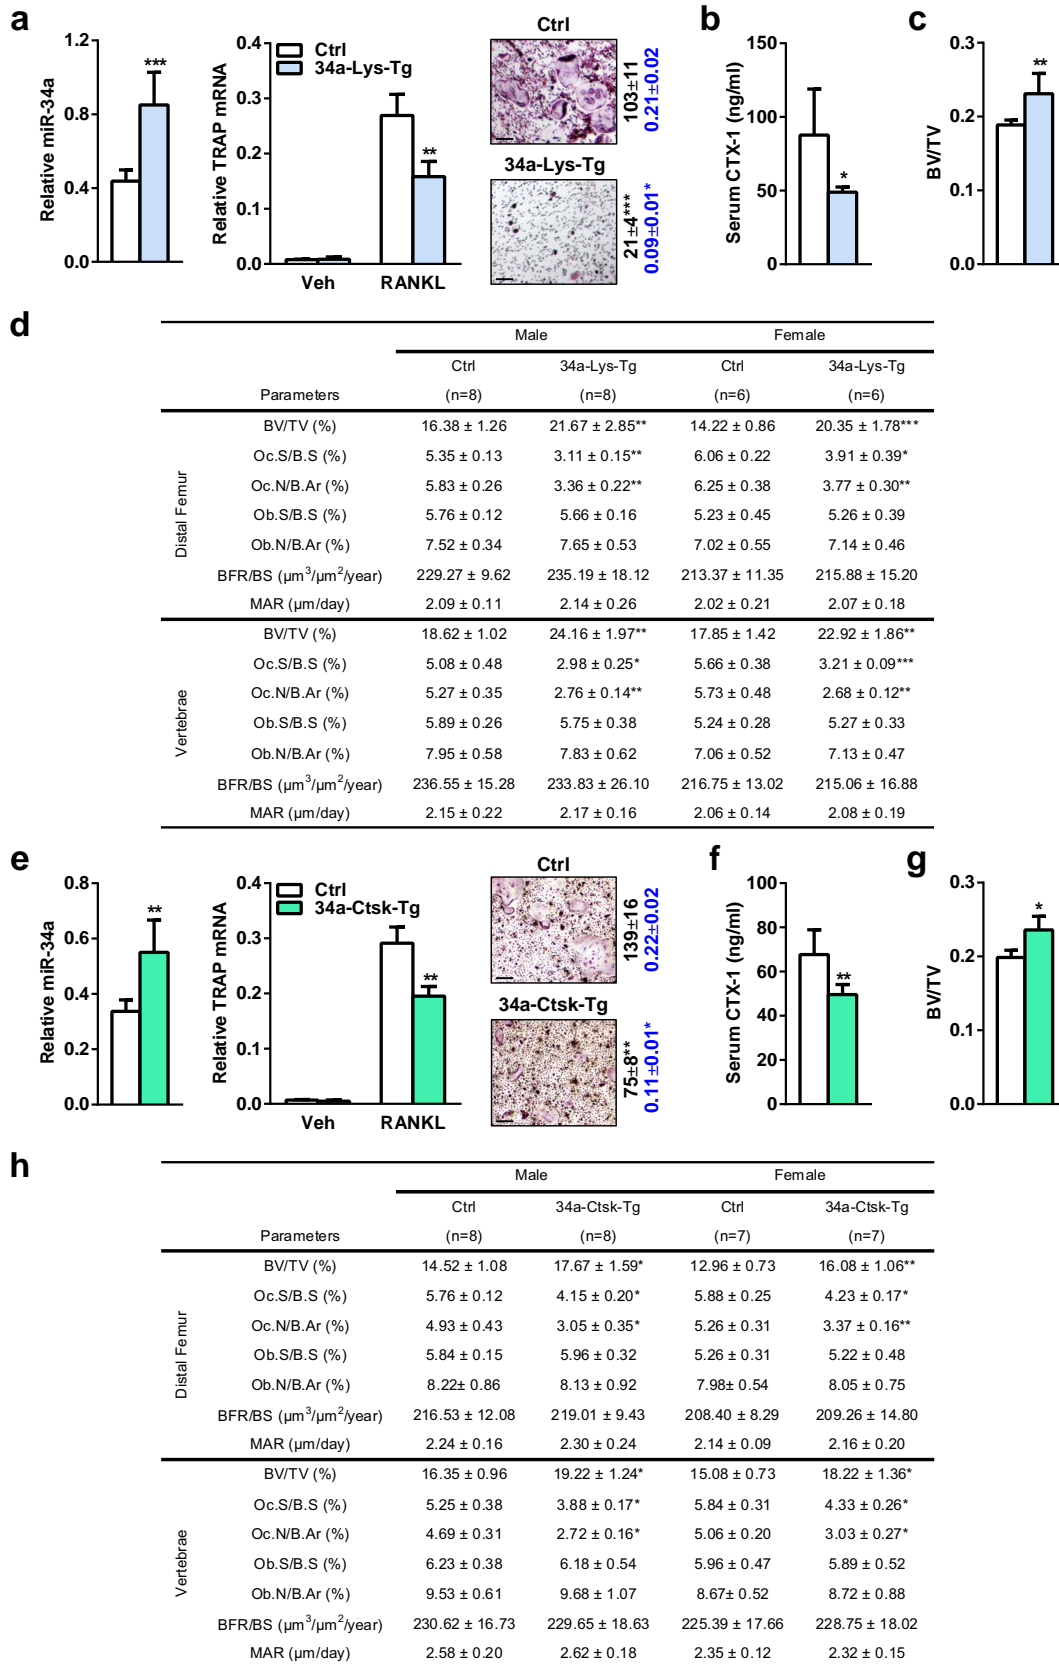 a
b
c
Relative miR-34a
1.2
0.8
0.4
0.0
***
Relative TRAP mRNA
0.4
0.3
0.2
0.1
0.0
Ctrl
34a-Lys-Tg
**
Veh
RANKL
Ctrl
103±11
0.21±0.02
34a-Lys-Tg
21±4***
0.09±0.01*
Serum CTX-1 (ng/ml)
150
100
50
0
*
BV/TV
0.3
0.2
0.1
0.0
**
d
Male Female
Ctrl 34a-Lys-Tg Ctrl 34a-Lys-Tg
Parameters (n=8) (n=8) (n=6) (n=6)
Distal Femur
BV/TV (%) 16.38 ± 1.26 21.67 ± 2.85** 14.22 ± 0.86 20.35 ± 1.78***
Oc.S/B.S (%) 5.35 ± 0.13 3.11 ± 0.15** 6.06 ± 0.22 3.91 ± 0.39*
Oc.N/B.Ar (%) 5.83 ± 0.26 3.36 ± 0.22** 6.25 ± 0.38 3.77 ± 0.30**
Ob.S/B.S (%) 5.76 ± 0.12 5.66 ± 0.16 5.23 ± 0.45 5.26 ± 0.39
Ob.N/B.Ar (%) 7.52 ± 0.34 7.65 ± 0.53 7.02 ± 0.55 7.14 ± 0.46
BFR/BS (µm³/µm²/year) 229.27 ± 9.62 235.19 ± 18.12 213.37 ± 11.35 215.88 ± 15.20
MAR (µm/day) 2.09 ± 0.11 2.14 ± 0.26 2.02 ± 0.21 2.07 ± 0.18
Vertebrae
BV/TV (%) 18.62 ± 1.02 24.16 ± 1.97** 17.85 ± 1.42 22.92 ± 1.86**
Oc.S/B.S (%) 5.08 ± 0.48 2.98 ± 0.25* 5.66 ± 0.38 3.21 ± 0.09***
Oc.N/B.Ar (%) 5.27 ± 0.35 2.76 ± 0.14** 5.73 ± 0.48 2.68 ± 0.12**
Ob.S/B.S (%) 5.89 ± 0.26 5.75 ± 0.38 5.24 ± 0.28 5.27 ± 0.33
Ob.N/B.Ar (%) 7.95 ± 0.58 7.83 ± 0.62 7.06 ± 0.52 7.13 ± 0.47
BFR/BS (µm³/µm²/year) 236.55 ± 15.28 233.83 ± 26.10 216.75 ± 13.02 215.06 ± 16.88
MAR (µm/day) 2.15 ± 0.22 2.17 ± 0.16 2.06 ± 0.14 2.08 ± 0.19
e
f
g
Relative miR-34a
0.8
0.6
0.4
0.2
0.0
**
Relative TRAP mRNA
0.4
0.3
0.2
0.1
0.0
Ctrl
34a-Ctsk-Tg
**
Veh
RANKL
Ctrl
139±16
0.22±0.02
34a-Ctsk-Tg
75±8**
0.11±0.01*
Serum CTX-1 (ng/ml)
100
80
60
40
20
0
**
BV/TV
0.3
0.2
0.1
0.0
*
h
Male Female
Ctrl 34a-Ctsk-Tg Ctrl 34a-Ctsk-Tg
Parameters (n=8) (n=8) (n=7) (n=7)
Distal Femur
BV/TV (%) 14.52 ± 1.08 17.67 ± 1.59* 12.96 ± 0.73 16.08 ± 1.06**
Oc.S/B.S (%) 5.76 ± 0.12 4.15 ± 0.20* 5.88 ± 0.25 4.23 ± 0.17*
Oc.N/B.Ar (%) 4.93 ± 0.43 3.05 ± 0.35* 5.26 ± 0.31 3.37 ± 0.16**
Ob.S/B.S (%) 5.84 ± 0.15 5.96 ± 0.32 5.26 ± 0.31 5.22 ± 0.48
Ob.N/B.Ar (%) 8.22± 0.86 8.13 ± 0.92 7.98± 0.54 8.05 ± 0.75
BFR/BS (µm³/µm²/year) 216.53 ± 12.08 219.01 ± 9.43 208.40 ± 8.29 209.26 ± 14.80
MAR (µm/day) 2.24 ± 0.16 2.30 ± 0.24 2.14 ± 0.09 2.16 ± 0.20
Vertebrae
BV/TV (%) 16.35 ± 0.96 19.22 ± 1.24* 15.08 ± 0.73 18.22 ± 1.36*
Oc.S/B.S (%) 5.25 ± 0.38 3.88 ± 0.17* 5.84 ± 0.31 4.33 ± 0.26*
Oc.N/B.Ar (%) 4.69 ± 0.31 2.72 ± 0.16* 5.06 ± 0.20 3.03 ± 0.27*
Ob.S/B.S (%) 6.23 ± 0.38 6.18 ± 0.54 5.96 ± 0.47 5.89 ± 0.52
Ob.N/B.Ar (%) 9.53 ± 0.61 9.68 ± 1.07 8.67± 0.52 8.72 ± 0.88
BFR/BS (µm³/µm²/year) 230.62 ± 16.73 229.65 ± 18.63 225.39 ± 17.66 228.75 ± 18.02
MAR (µm/day) 2.58 ± 0.20 2.62 ± 0.18 2.35 ± 0.12 2.32 ± 0.15